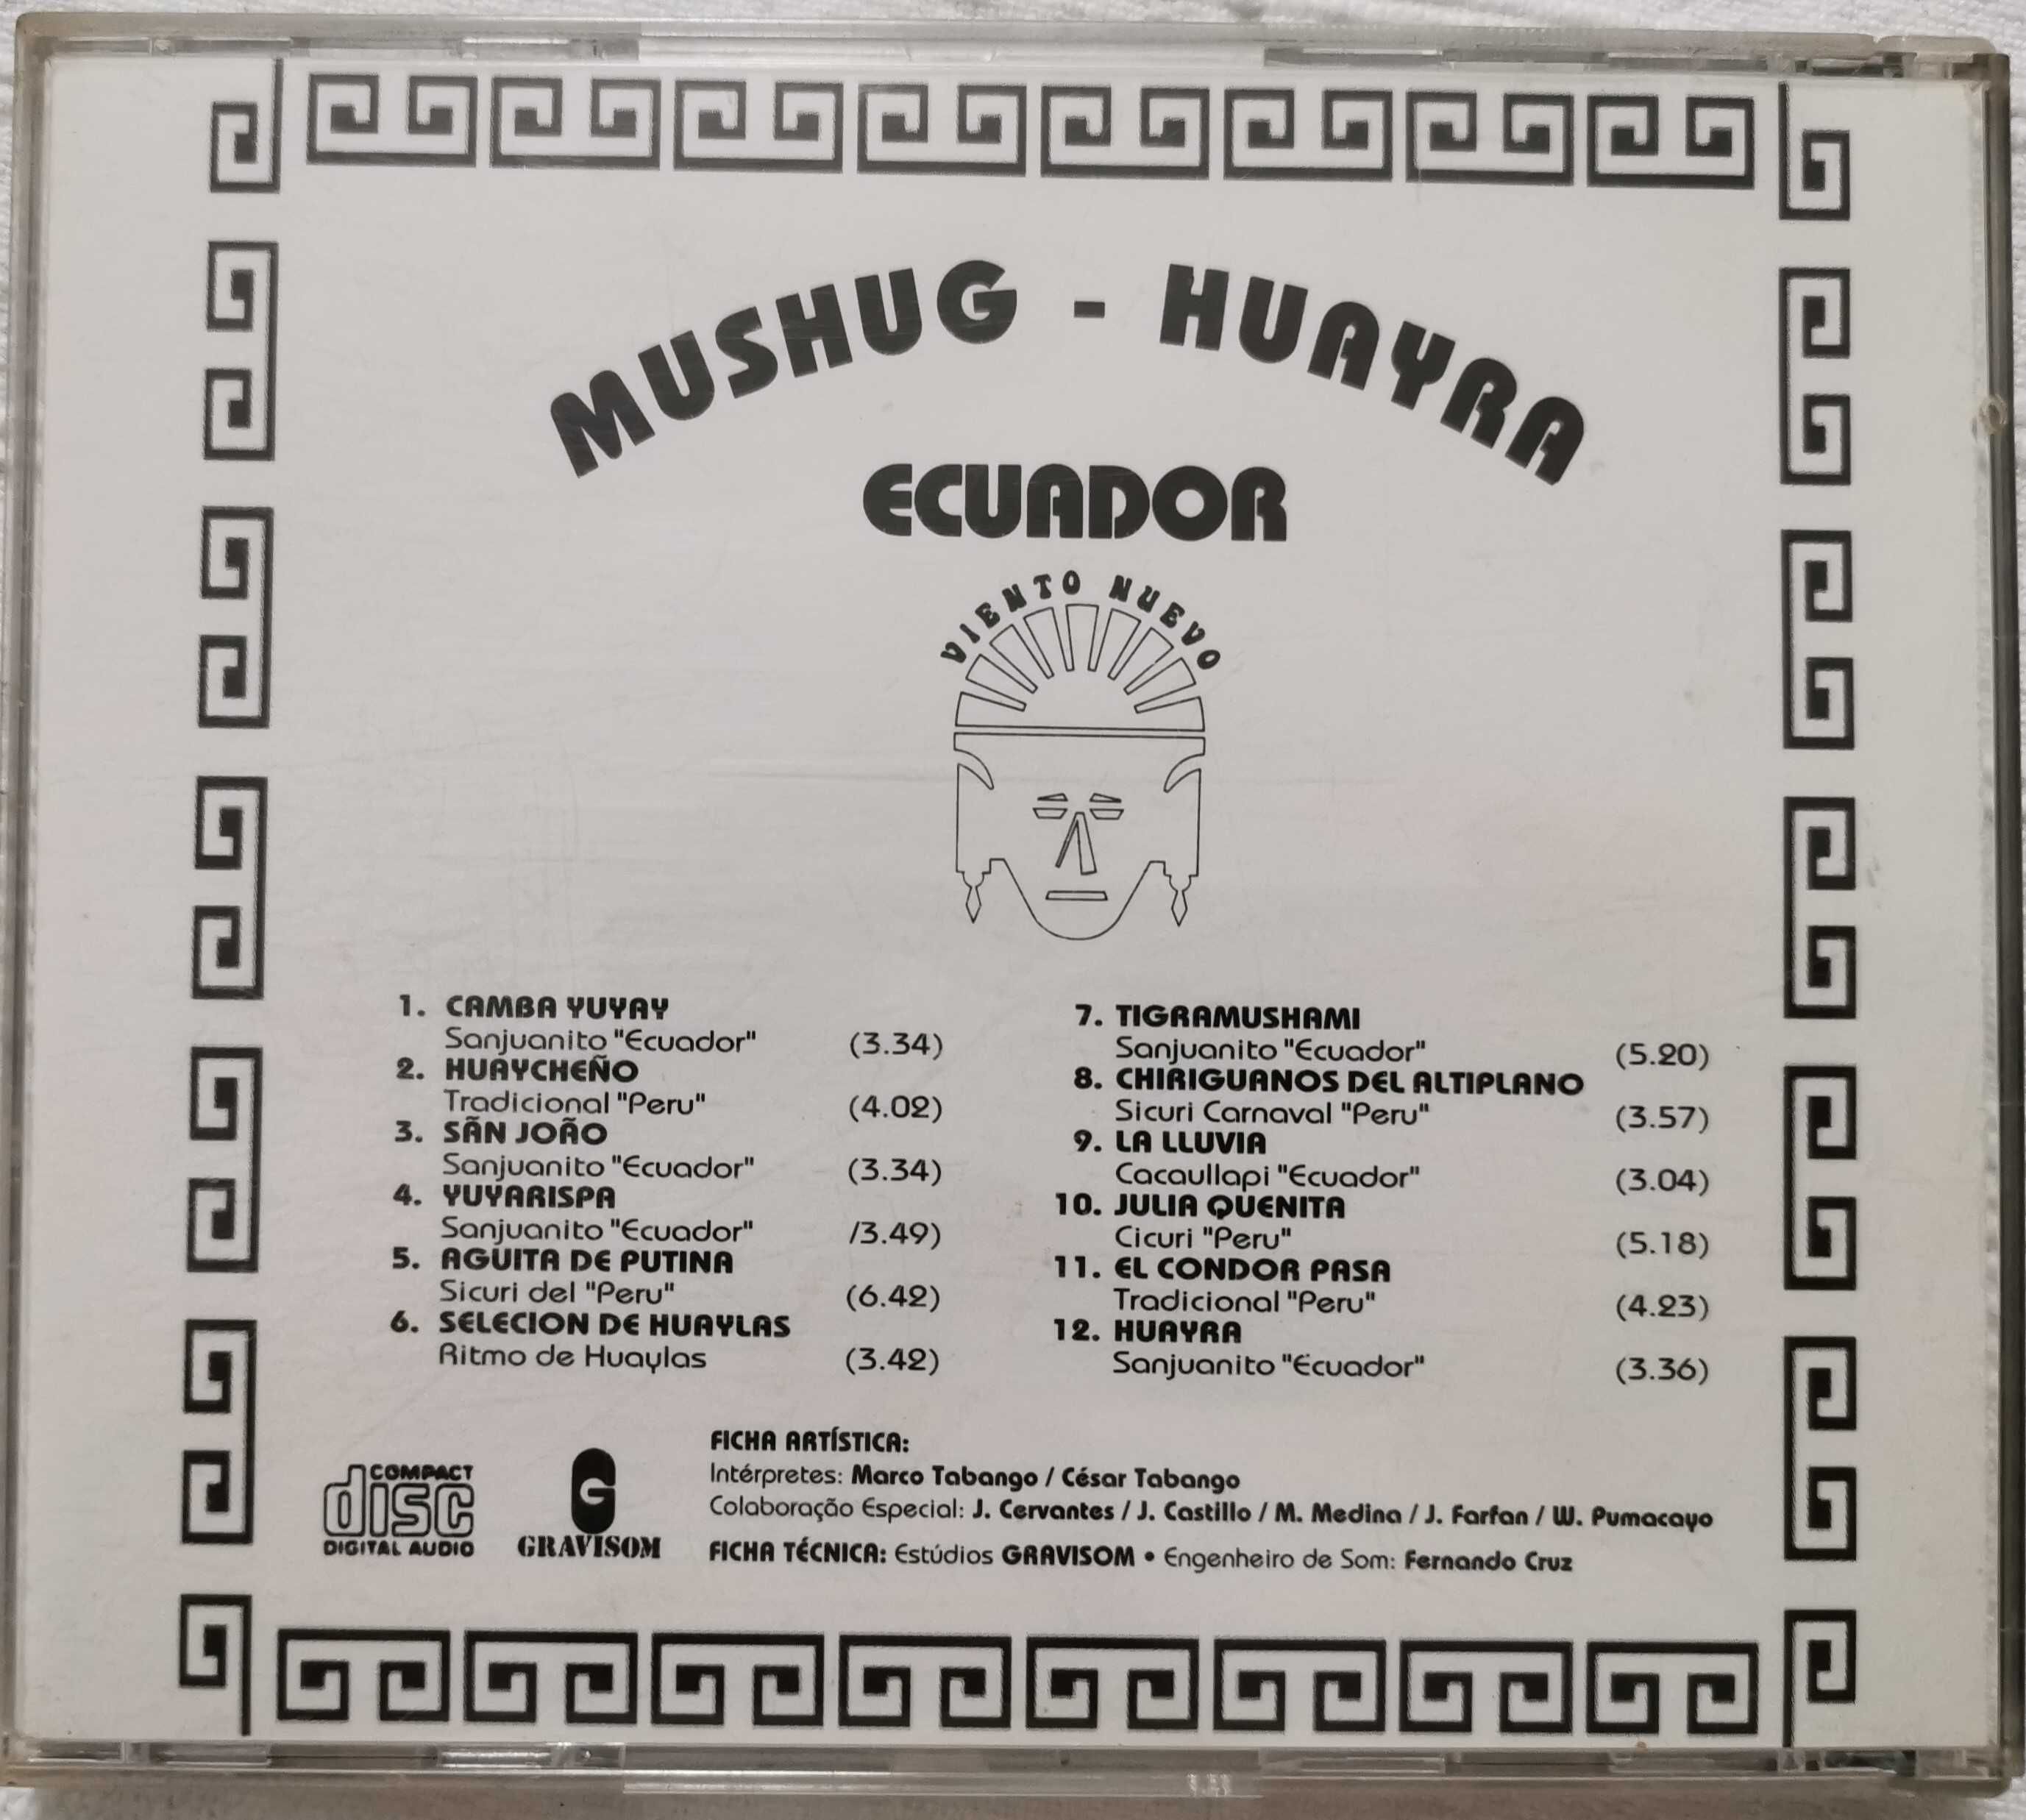 MUSHUG - HUAYRA
ECUADOR
VIENTO NUEVO
1. CAMBA YUYAY
Sanjuanito "Ecuador" (3.34)
2. HUAYCHEÑO
Tradicional "Peru" (4.02)
3. SÃN JOÃO
Sanjuanito "Ecuador" (3.34)
4. YUYARISPA
Sanjuanito "Ecuador" /3.49)
5. AGUITA DE PUTINA
Sicuri del "Peru" (6.42)
6. SELECION DE HUAYLAS
Ritmo de Huaylas (3.42)
7. TIGRAMUSHAMI
Sanjuanito "Ecuador" (5.20)
8. CHIRIGUANOS DEL ALTIPLANO
Sicuri Carnaval "Peru" (3.57)
9. LA LLUVIA
Cacaullapi "Ecuador" (3.04)
10. JULIA QUENITA
Cicuri "Peru" (5.18)
11. EL CONDOR PASA
Tradicional "Peru" (4.23)
12. HUAYRA
Sanjuanito "Ecuador" (3.36)
COMPACT
disc
DIGITAL AUDIO
G
GRAVISOM
FICHA ARTÍSTICA:
Intérpretes: Marco Tabango / César Tabango
Colaboração Especial: J. Cervantes / J. Castillo / M. Medina / J. Farfan / W. Pumacayo
FICHA TÉCNICA: Estúdios GRAVISOM • Engenheiro de Som: Fernando Cruz